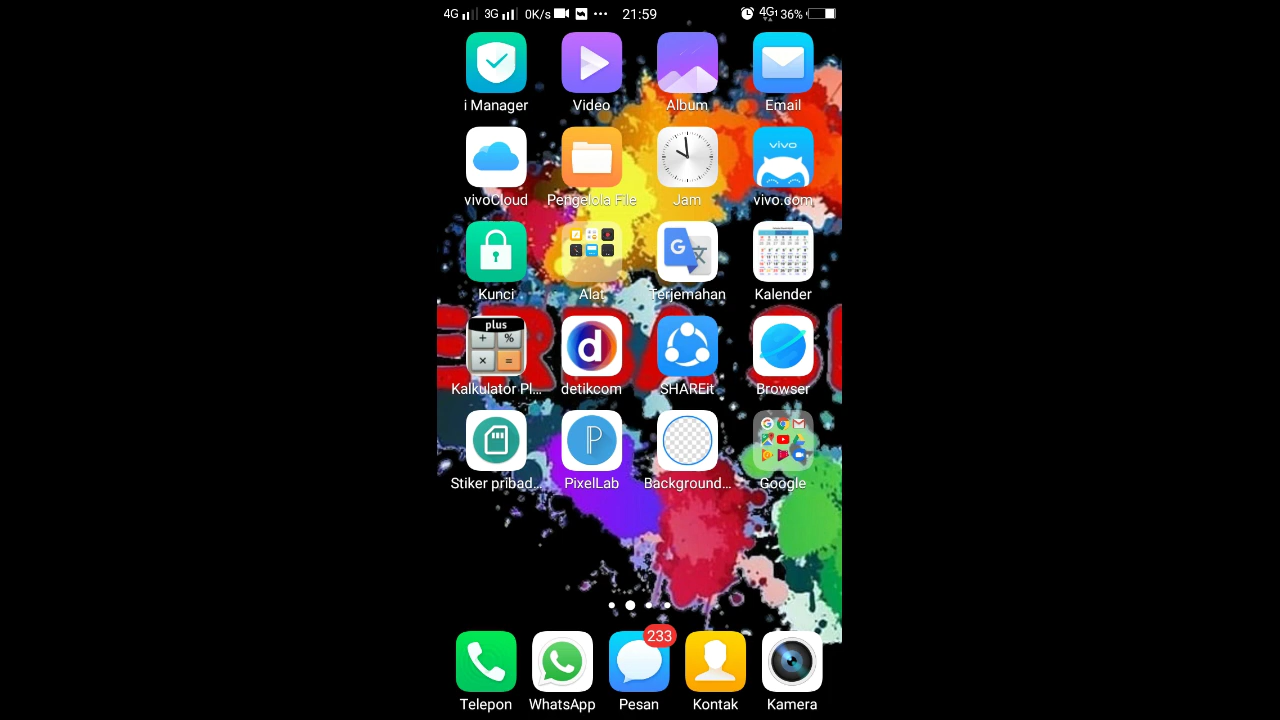 4G 3G 0K/s 21:59 4G 36%
i Manager Video Album Email
vivo
vivoCloud Pengelola File Jam vivo.com
Kunci Alat Terjemahan Kalender
plus
Kalkulator Pl... detikcom SHAREit Browser
Stiker pribad... PixelLab Background... Google
233
Telepon WhatsApp Pesan Kontak Kamera